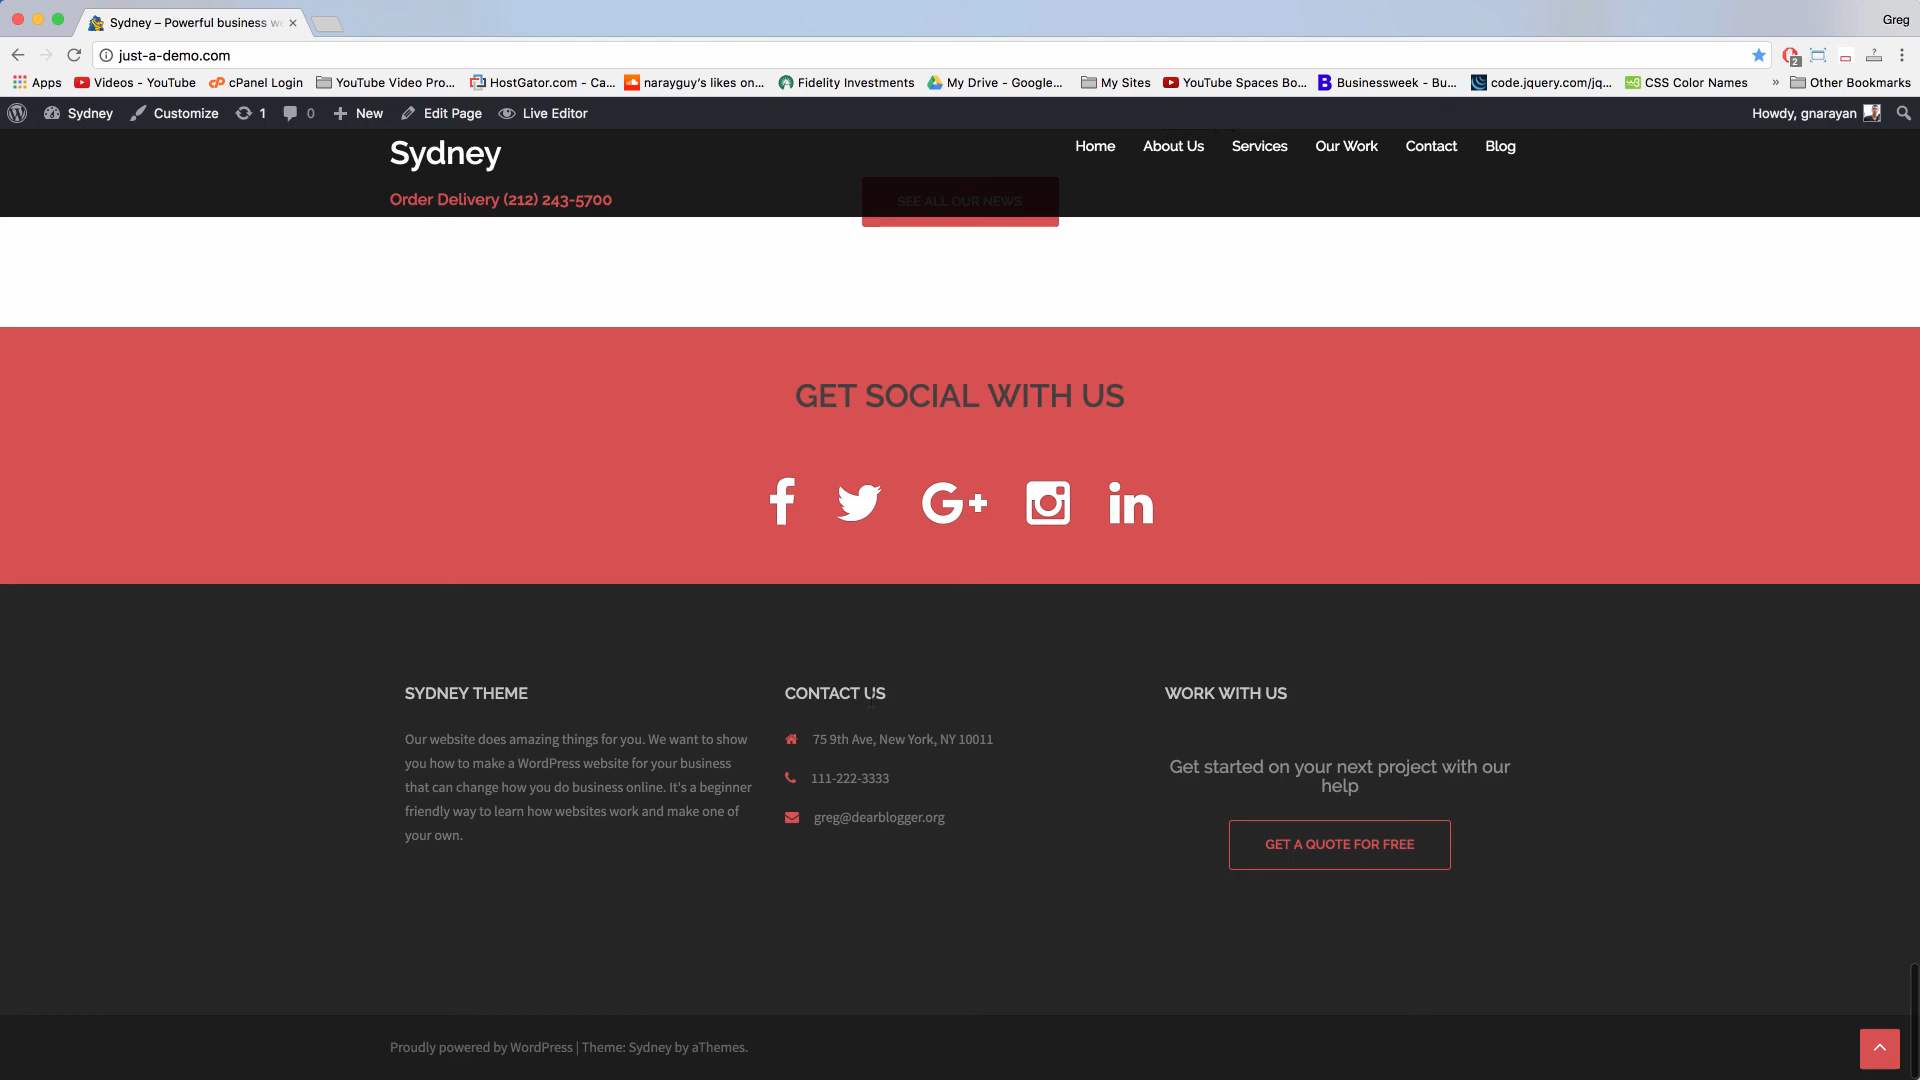 Sydney – Powerful business w
Greg
just-a-demo.com
2
Apps Videos - YouTube cPanel Login YouTube Video Pro... HostGator.com - Ca... narayguy's likes on... Fidelity Investments My Drive - Google... My Sites YouTube Spaces Bo... Businessweek - Bu... code.jquery.com/jq... CSS Color Names » Other Bookmarks
Sydney Customize 1 0 New Edit Page Live Editor Howdy, gnarayan
Sydney
Home About Us Services Our Work Contact Blog
Order Delivery (212) 243-5700
SEE ALL OUR NEWS
GET SOCIAL WITH US
SYDNEY THEME
Our website does amazing things for you. We want to show
you how to make a WordPress website for your business
that can change how you do business online. It's a beginner
friendly way to learn how websites work and make one of
your own.
CONTACT US
75 9th Ave, New York, NY 10011
111-222-3333
greg@dearblogger.org
WORK WITH US
Get started on your next project with our
help
GET A QUOTE FOR FREE
Proudly powered by WordPress | Theme: Sydney by aThemes.